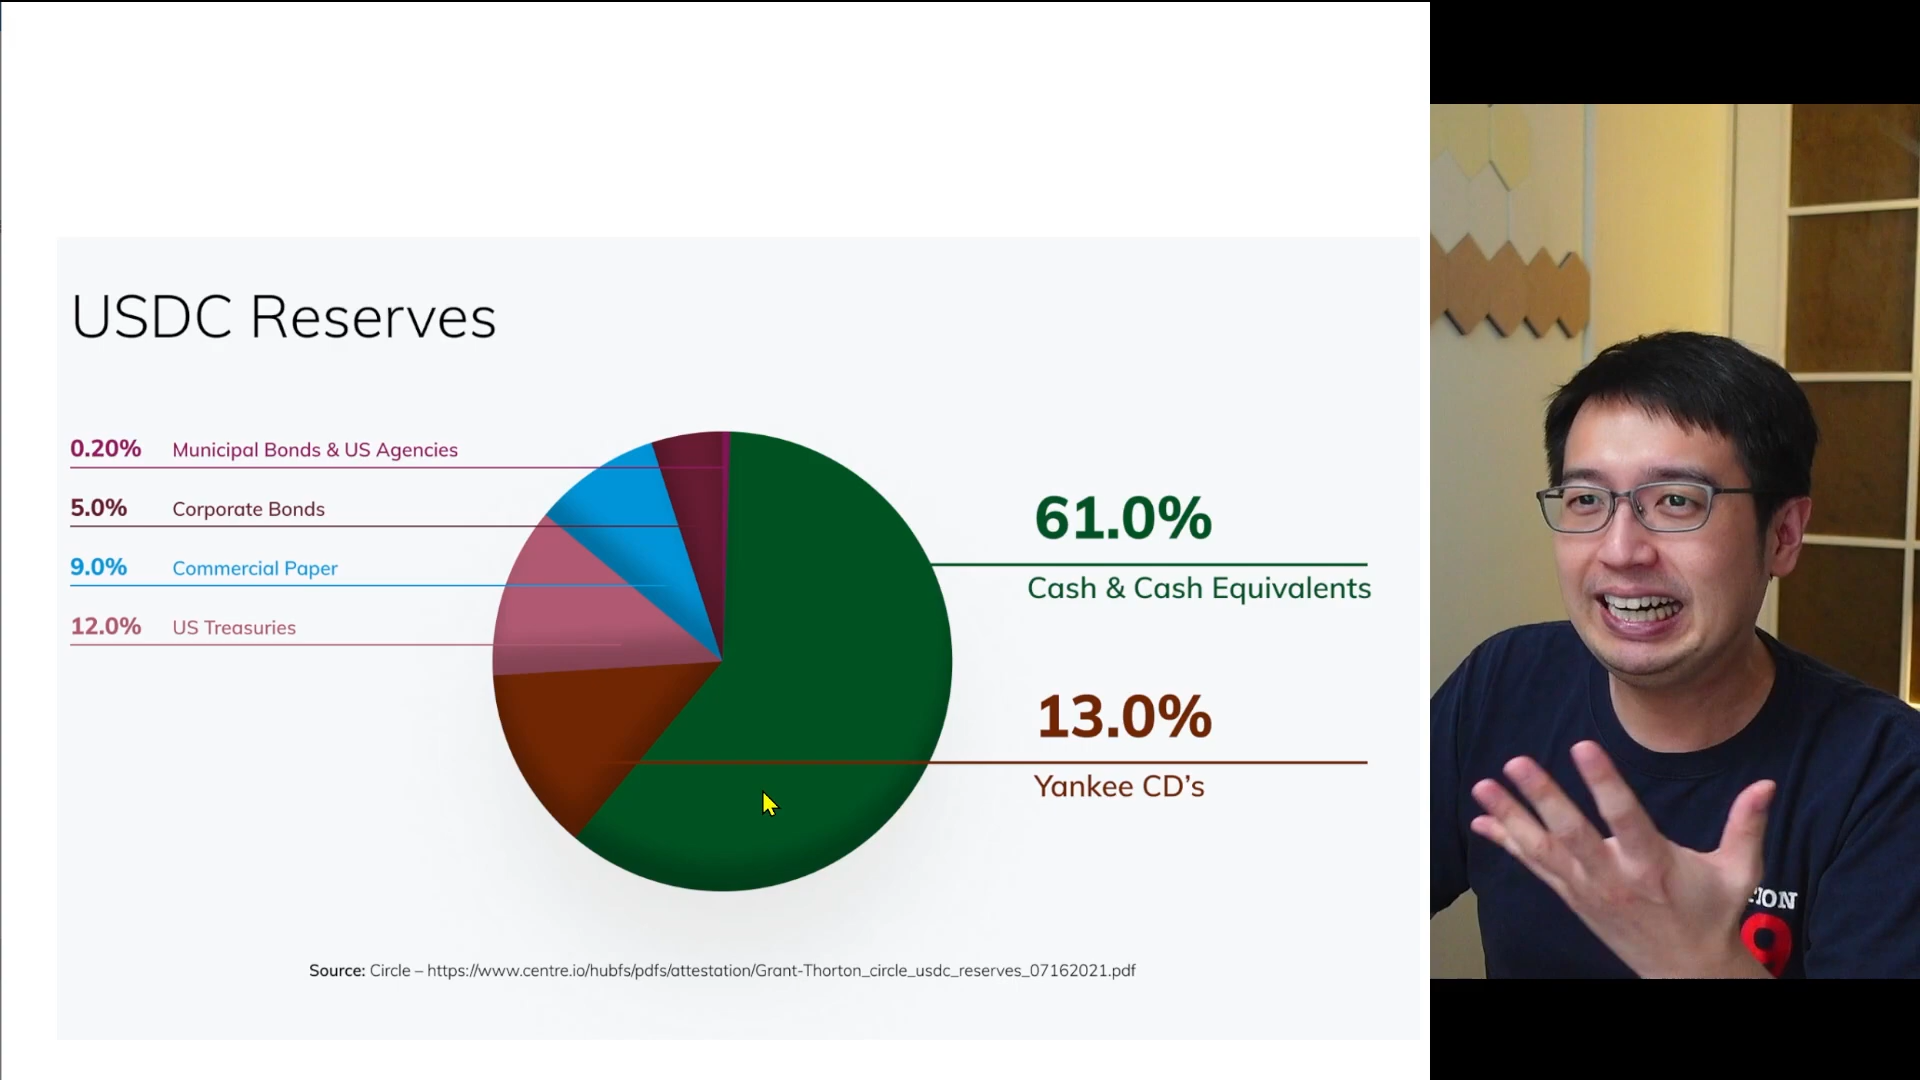 USDC Reserves
0.20% Municipal Bonds & US Agencies
5.0% Corporate Bonds
9.0% Commercial Paper
12.0% US Treasuries
61.0%
Cash & Cash Equivalents
13.0%
Yankee CD’s
Source: Circle – https://www.centre.io/hubfs/pdfs/attestation/Grant-Thorton_circle_usdc_reserves_07162021.pdf